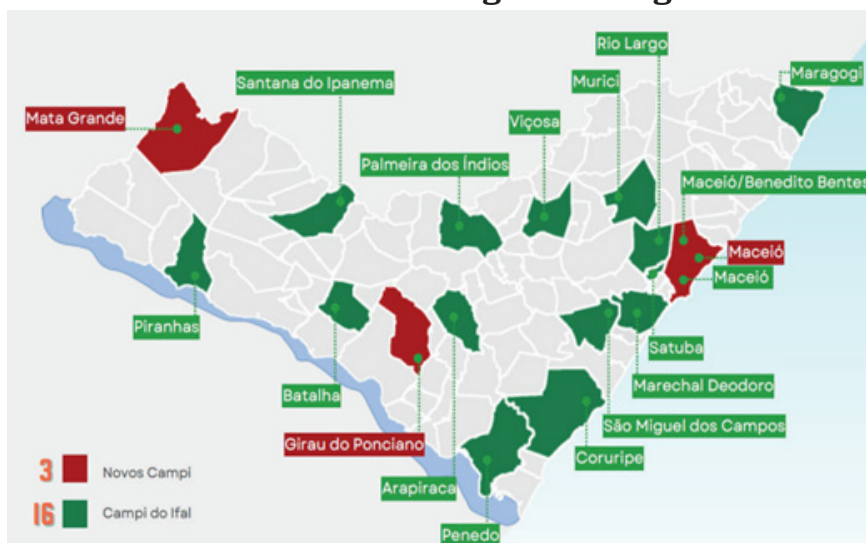 Rio Largo
Maragogi
Santana do Ipanema
Murici
Mata Grande
Viçosa
Palmeira dos Índios
Maceió/Benedito Bentes
Maceió
Maceió
Piranhas
Satuba
Batalha
Marechal Deodoro
São Miguel dos Campos
Girau do Ponciano
Coruripe
3 Novos Campi
Arapiraca
16 Campi do Ifal
Penedo